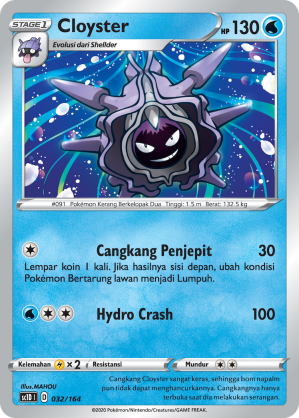 STAGE 1
Cloyster
HP 130
Evolusi dari Shellder
#091 Pokémon Kerang Berkelopak Dua Tinggi: 1.5 m Berat: 132.5 kg
Cangkang Penjepit 30
Lempar koin 1 kali. Jika hasilnya sisi depan, ubah kondisi
Pokémon Bertarung lawan menjadi Lumpuh.
Hydro Crash 100
Kelemahan ×2 Resistansi Mundur
Illus. MAHOU
sc1D I D 032/164
Cangkangnya sangat keras, sehingga bom napalm
pun tidak dapat menghancurkannya. Cangkangnya hanya
terbuka saat dia melakukan serangan.
©2020 Pokémon/Nintendo/Creatures/GAME FREAK.